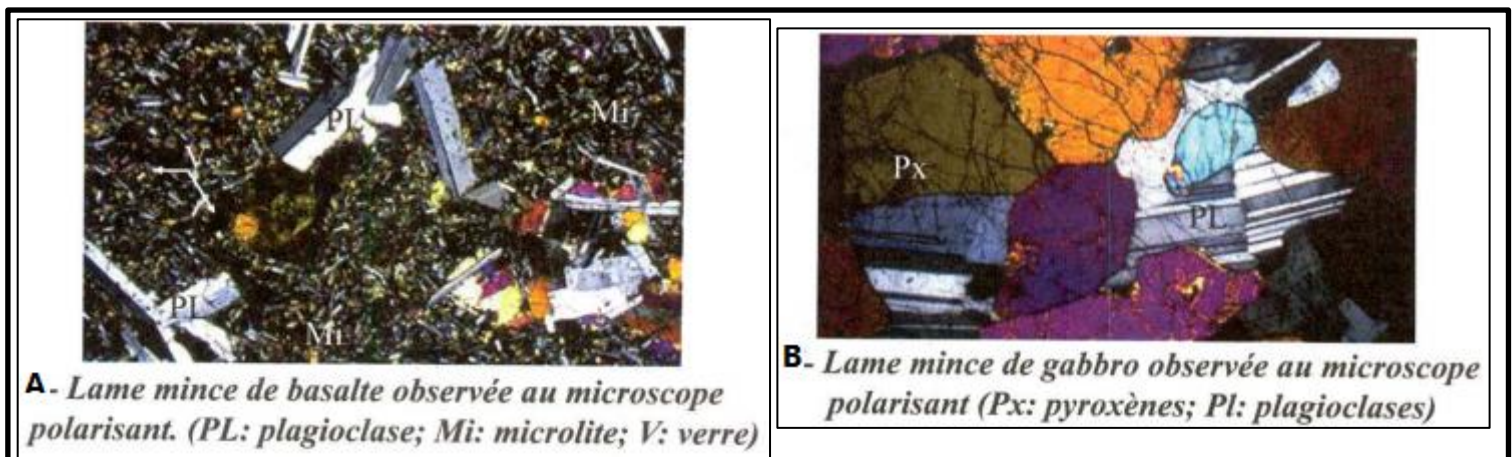 PL
Mi
V
PL
Mi
A- Lame mince de basalte observée au microscope
polarisant. (PL: plagioclase; Mi: microlite; V: verre)
Px
PL
B- Lame mince de gabbro observée au microscope
polarisant (Px: pyroxènes; Pl: plagioclases)